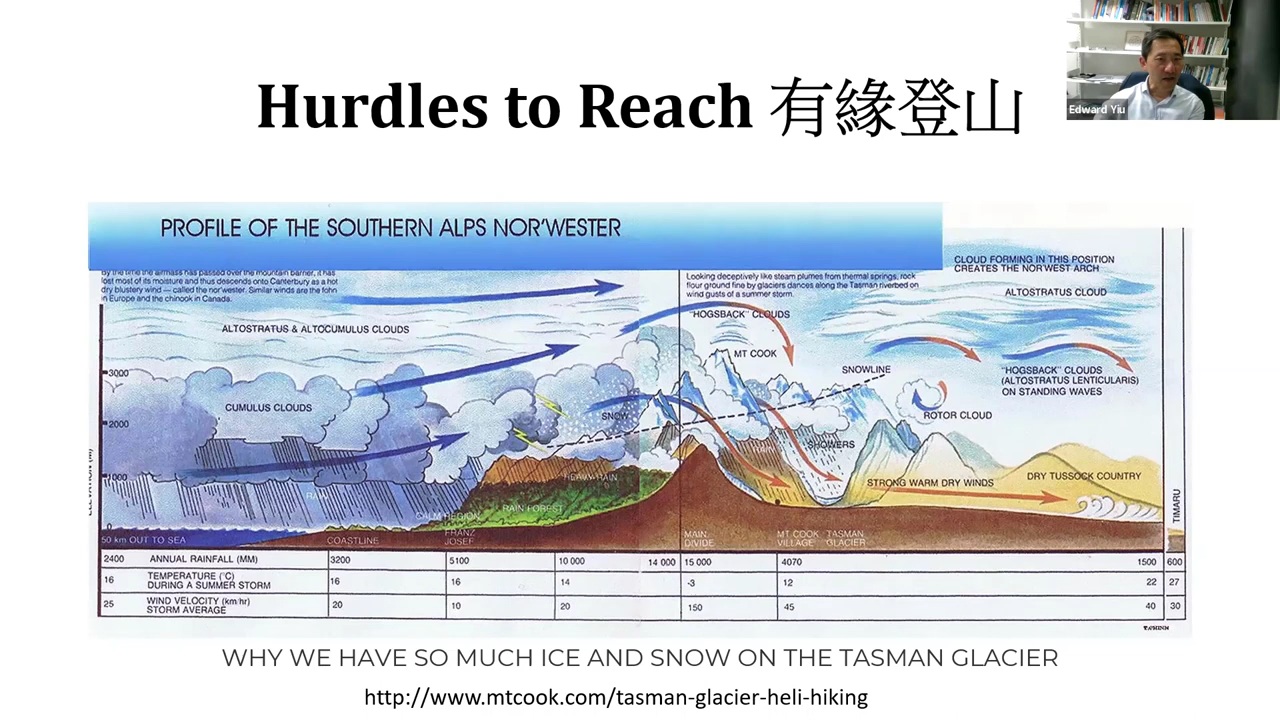 Hurdles to Reach 有緣登山
Edward Yiu
PROFILE OF THE SOUTHERN ALPS NOR'WESTER
By the time the airmass has passed over the mountain barrier, it has
lost most of its moisture and thus descends onto Canterbury as a hot
dry blustery wind — called the nor'wester. Similar winds are the fohn
in Europe and the chinook in Canada.
Looking deceptively like steam plumes from thermal springs, rock
flour ground fine by glaciers dances along the Tasman riverbed on
wind gusts of a summer storm.
CLOUD FORMING IN THIS POSITION
CREATES THE NOR'WEST ARCH
ALTOSTRATUS CLOUD
"HOGSBACK" CLOUDS
ALTOSTRATUS & ALTOCUMULUS CLOUDS
MT COOK
SNOWLINE
"HOGSBACK" CLOUDS
(ALTOSTRATUS LENTICULARIS)
ON STANDING WAVES
3000
CUMULUS CLOUDS
SNOW
ROTOR CLOUD
2000
SHOWERS
HEAVY RAIN
STRONG WARM DRY WINDS
DRY TUSSOCK COUNTRY
1000
RAIN
RAIN FOREST
CALM REGION
TIMARU
0
50 km OUT TO SEA
COASTLINE
FRANZ
JOSEF
MAIN
DIVIDE
MT COOK
VILLAGE
TASMAN
GLACIER
2400 ANNUAL RAINFALL (MM) 3200 5100 10 000 14 000 15 000 4070 1500 600
16 TEMPERATURE (°C)
DURING A SUMMER STORM 16 16 14 -3 12 22 27
25 WIND VELOCITY (km/hr)
STORM AVERAGE 20 10 20 150 45 40 30
T.CHINN
WHY WE HAVE SO MUCH ICE AND SNOW ON THE TASMAN GLACIER
http://www.mtcook.com/tasman-glacier-heli-hiking